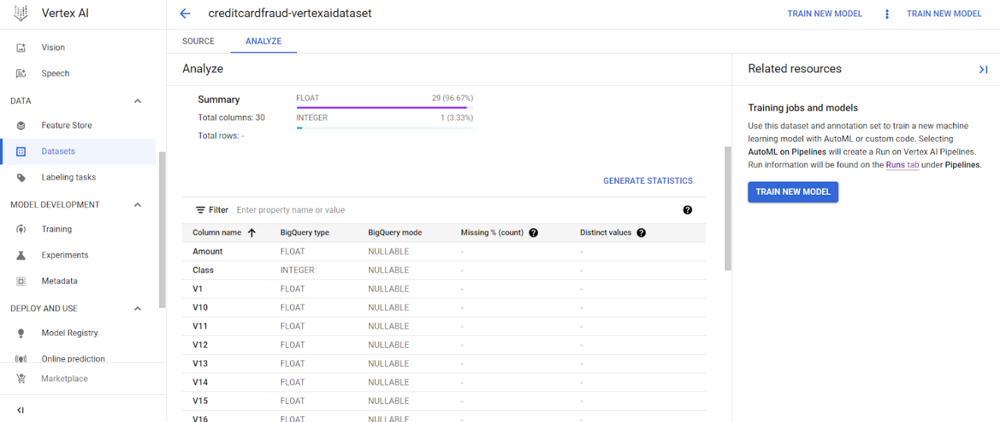 Vertex AI
creditcardfraud-vertexaidataset
TRAIN NEW MODEL
TRAIN NEW MODEL
Vision
Speech
DATA
Feature Store
Datasets
Labeling tasks
MODEL DEVELOPMENT
Training
Experiments
Metadata
DEPLOY AND USE
Model Registry
Online prediction
Marketplace
SOURCE ANALYZE
Analyze
Summary
Total columns: 30
Total rows: -
FLOAT 29 (96.67%)
INTEGER 1 (3.33%)
GENERATE STATISTICS
Filter Enter property name or value
Column name BigQuery type BigQuery mode Missing % (count) Distinct values
Amount FLOAT NULLABLE - -
Class INTEGER NULLABLE - -
V1 FLOAT NULLABLE - -
V10 FLOAT NULLABLE - -
V11 FLOAT NULLABLE - -
V12 FLOAT NULLABLE - -
V13 FLOAT NULLABLE - -
V14 FLOAT NULLABLE - -
V15 FLOAT NULLABLE - -
V16 FLOAT NULLABLE - -
Related resources
Training jobs and models
Use this dataset and annotation set to train a new machine
learning model with AutoML or custom code. Selecting
AutoML on Pipelines will create a Run on Vertex AI Pipelines.
Run information will be found on the Runs tab under Pipelines.
TRAIN NEW MODEL